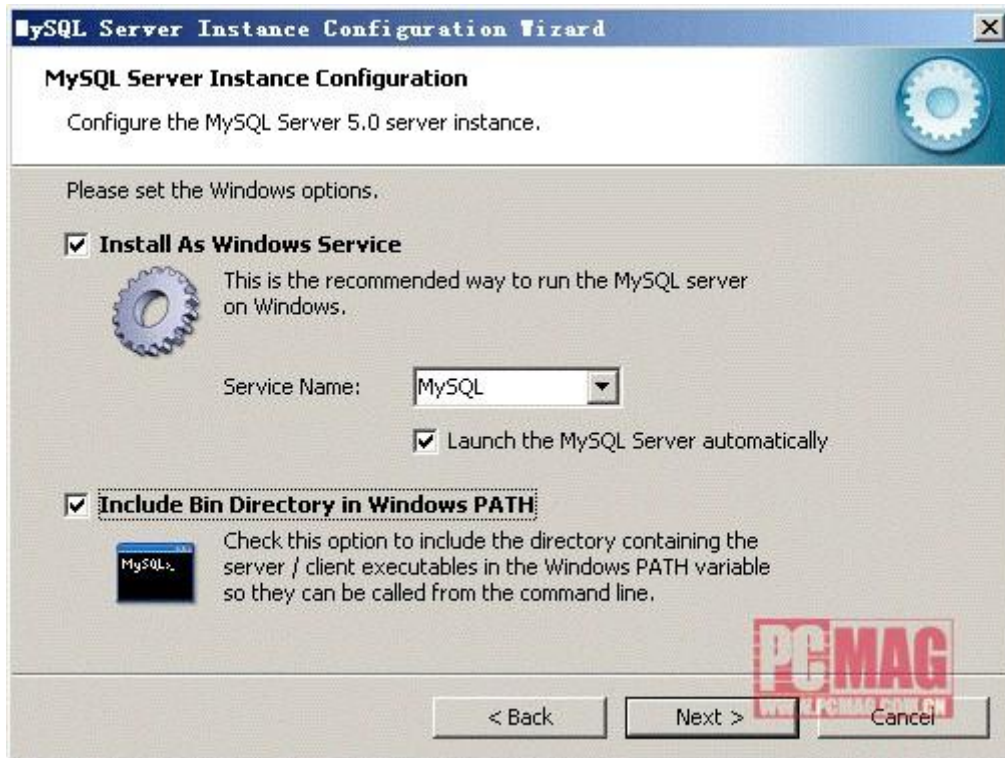 MySQL Server Instance Configuration Wizard
MySQL Server Instance Configuration
Configure the MySQL Server 5.0 server instance.
Please set the Windows options.
Install As Windows Service
This is the recommended way to run the MySQL server
on Windows.
Service Name:
MySQL
Launch the MySQL Server automatically
Include Bin Directory in Windows PATH
MySQL>_
Check this option to include the directory containing the
server / client executables in the Windows PATH variable
so they can be called from the command line.
PCMAG
WWW.PCMAG.COM.CN
< Back
Next >
Cancel